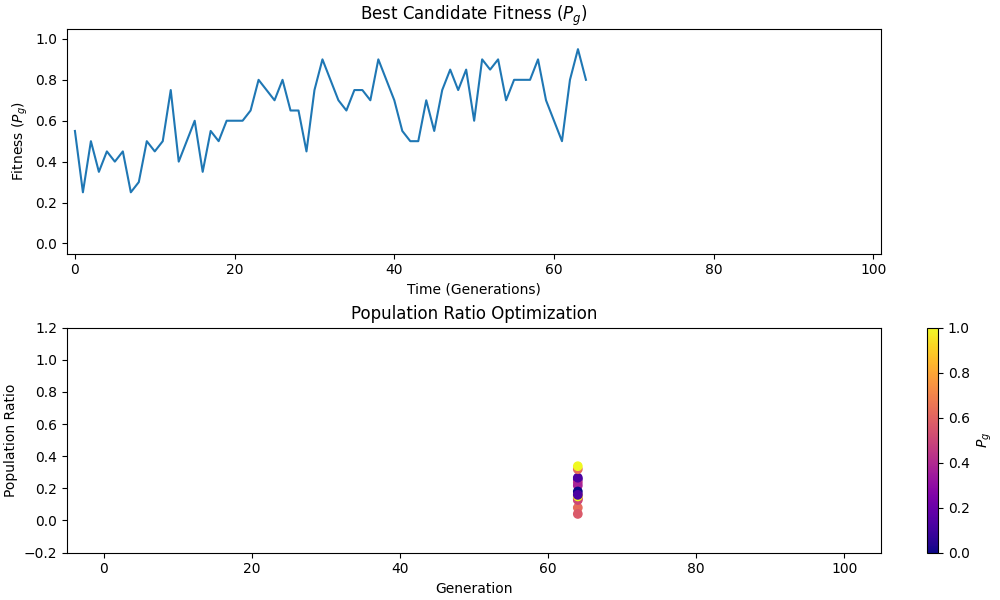 Best Candidate Fitness (P_g)
Fitness (P_g)
1.0
0.8
0.6
0.4
0.2
0.0
0 20 40 60 80 100
Time (Generations)
Population Ratio Optimization
Population Ratio
1.2
1.0
0.8
0.6
0.4
0.2
0.0
−0.2
0 20 40 60 80 100
Generation
1.0
0.8
0.6
0.4
0.2
0.0
P_g